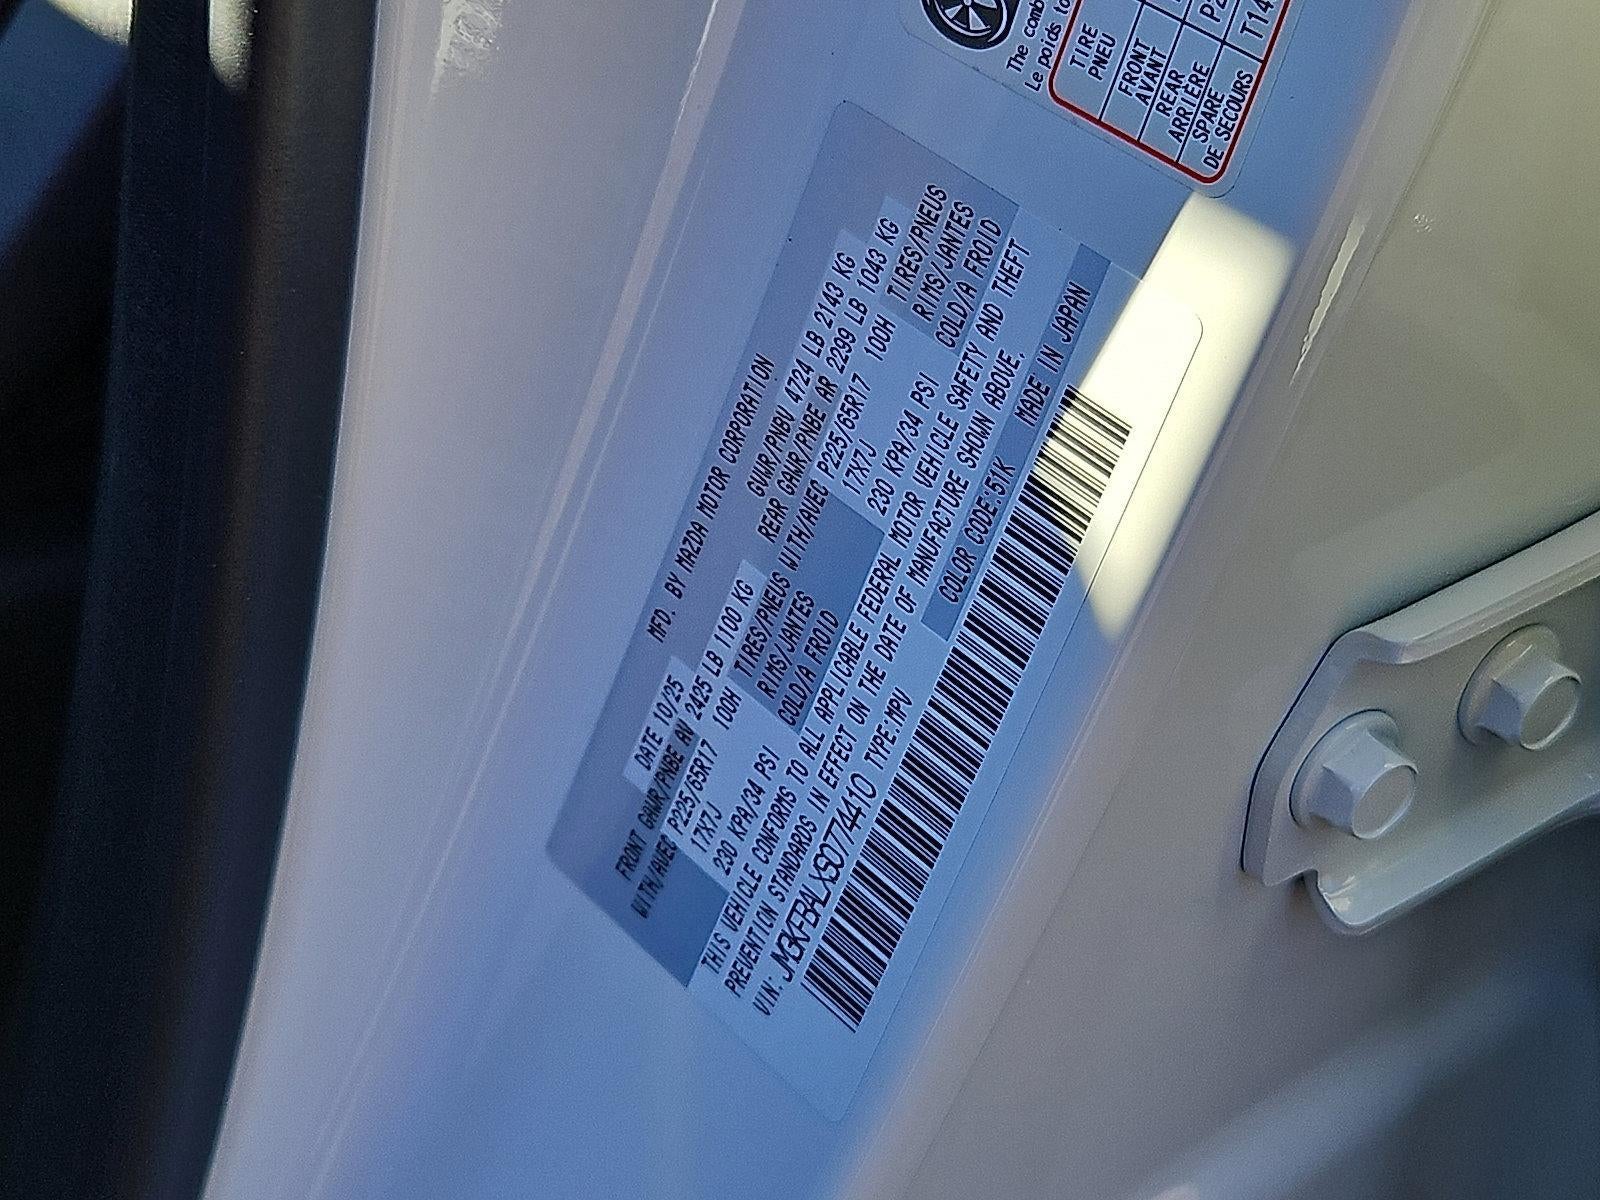 MFD. BY MAZDA MOTOR CORPORATION
DATE 10/25 GVWR/PNBV 4724 LB 2143 KG
FRONT GAWR/PNBE AV 2425 LB 1100 KG REAR GAWR/PNBE AR 2299 LB 1043 KG
WITH/AVEC P225/65R17 100H TIRES/PNEUS WITH/AVEC P225/65R17 100H TIRES/PNEUS
17X7J RIMS/JANTES 17X7J RIMS/JANTES
230 KPA/34 PSI COLD/A FROID 230 KPA/34 PSI COLD/A FROID
THIS VEHICLE CONFORMS TO ALL APPLICABLE FEDERAL MOTOR VEHICLE SAFETY AND THEFT
PREVENTION STANDARDS IN EFFECT ON THE DATE OF MANUFACTURE SHOWN ABOVE.
VIN: JM3KFBALXS0774410 TYPE:MPV COLOR CODE:51K MADE IN JAPAN
The comb
Le poids to
TIRE
PNEU
FRONT
AVANT
REAR
ARRIÈRE
SPARE
DE SECOURS